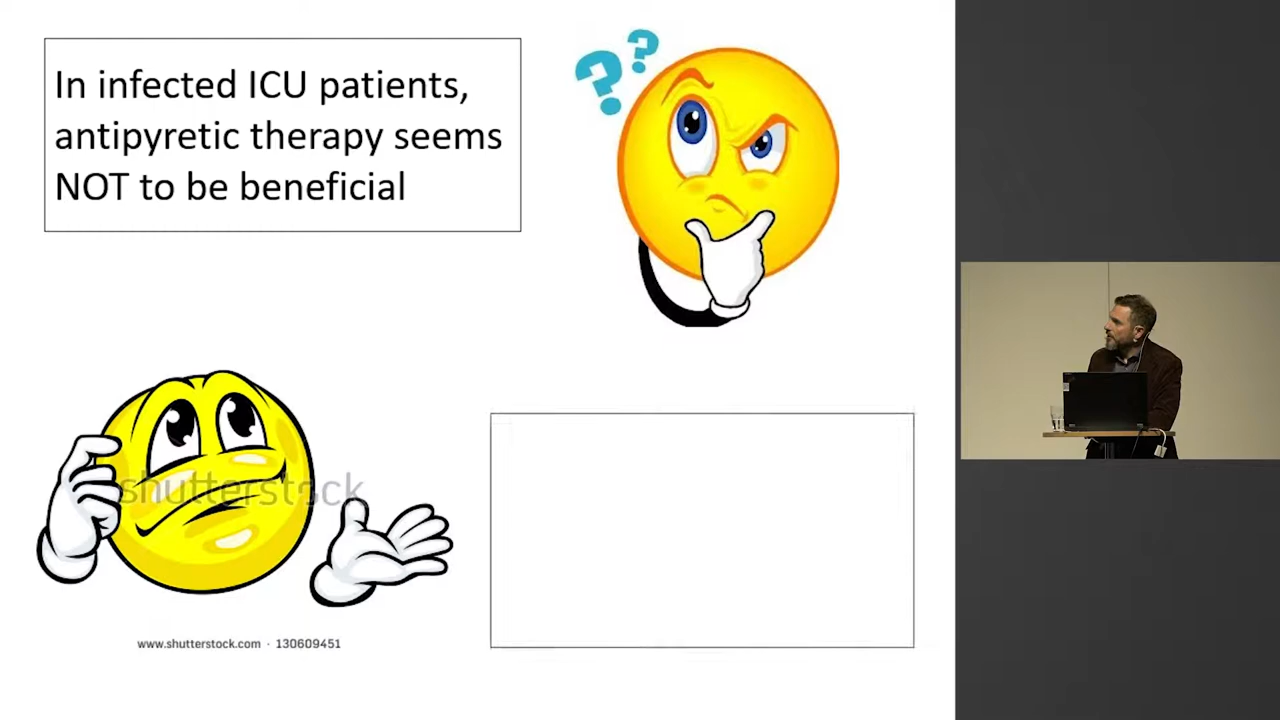 In infected ICU patients,
antipyretic therapy seems
NOT to be beneficial
? ?
shutterstock
www.shutterstock.com · 130609451